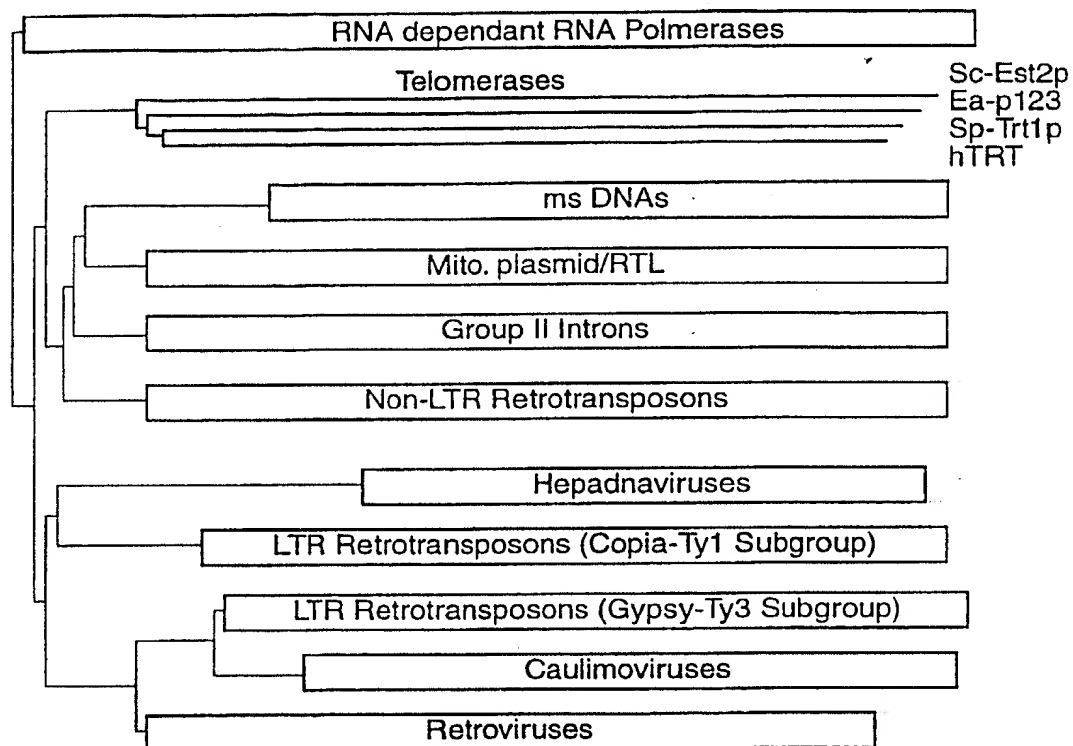 RNA dependant RNA Polmerases
Telomerases
Sc-Est2p
Ea-p123
Sp-Trt1p
hTRT
ms DNAs
Mito. plasmid/RTL
Group II Introns
Non-LTR Retrotransposons
Hepadnaviruses
LTR Retrotransposons (Copia-Ty1 Subgroup)
LTR Retrotransposons (Gypsy-Ty3 Subgroup)
Caulimoviruses
Retroviruses